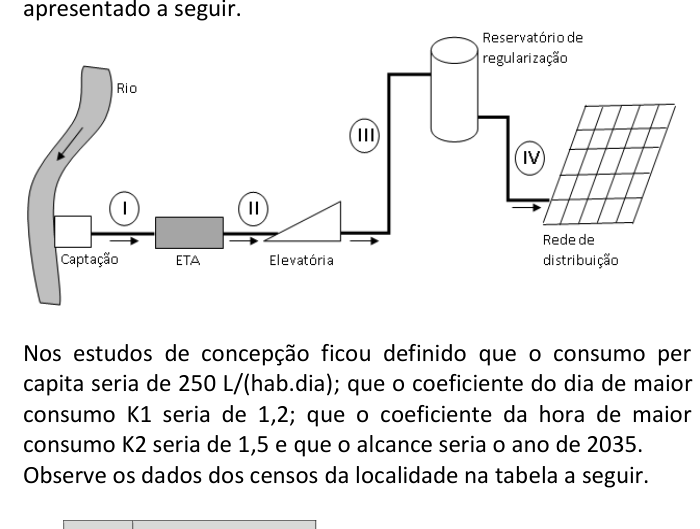 apresentado a seguir.
Reservatório de
regularização
Rio
III
IV
I
II
Captação
ETA
Elevatória
Rede de
distribuição
Nos estudos de concepção ficou definido que o consumo per
capita seria de 250 L/(hab.dia); que o coeficiente do dia de maior
consumo K1 seria de 1,2; que o coeficiente da hora de maior
consumo K2 seria de 1,5 e que o alcance seria o ano de 2035.
Observe os dados dos censos da localidade na tabela a seguir.